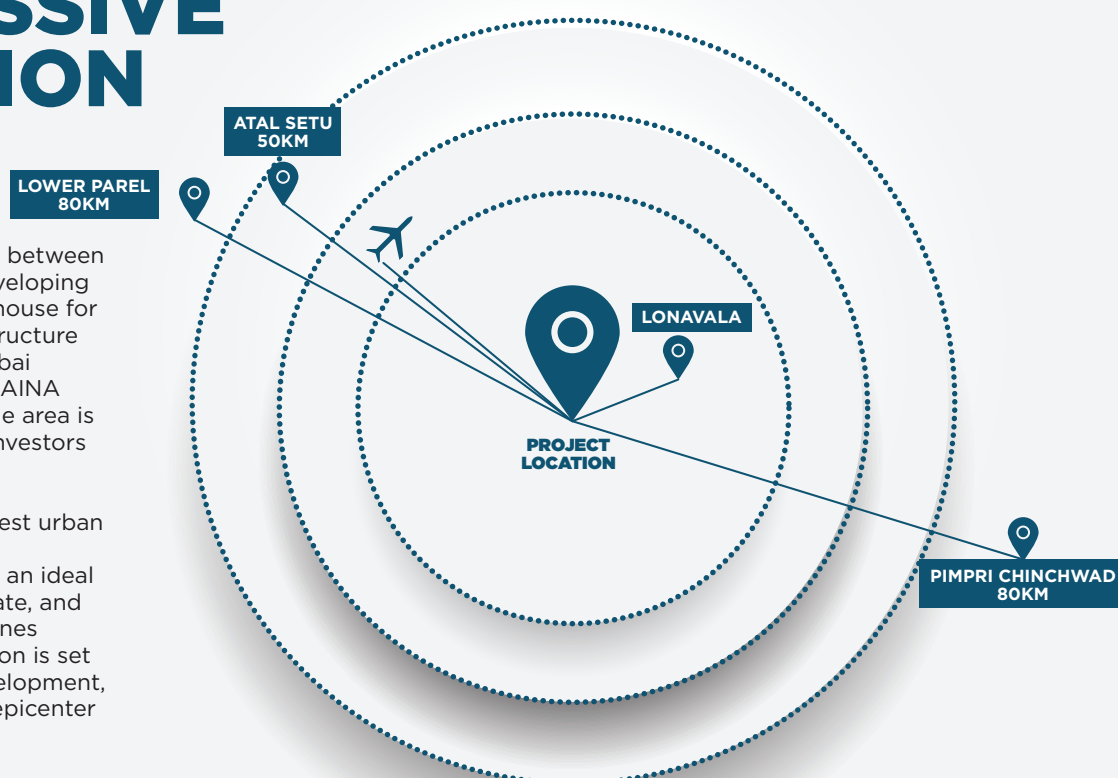 SSIVE
ION
ATAL SETU
50KM
LOWER PAREL
80KM
between
veloping
house for
ructure
bai
AINA
e area is
nvestors
est urban
an ideal
ate, and
nes
on is set
elopment,
epicenter
LONAVALA
PROJECT
LOCATION
PIMPRI CHINCHWAD
80KM